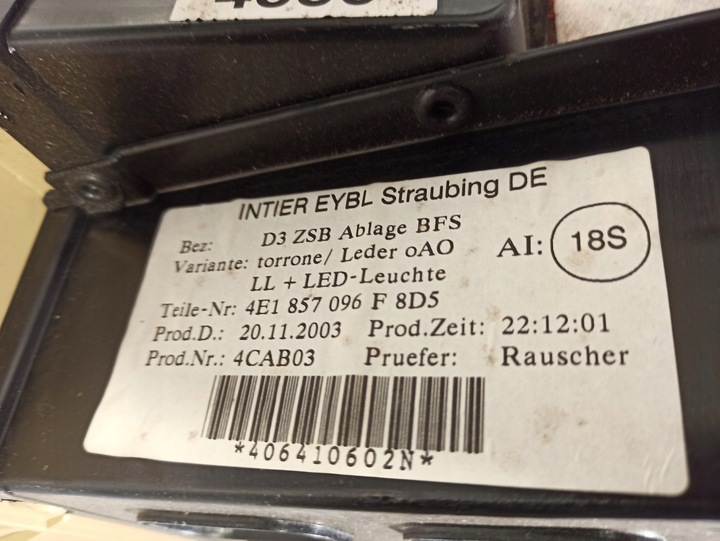 INTIER EYBL Straubing DE
Bez: D3 ZSB Ablage BFS
Variante: torrone/ Leder oAO AI: 18S
LL + LED-Leuchte
Teile-Nr: 4E1 857 096 F 8D5
Prod.D.: 20.11.2003 Prod.Zeit: 22:12:01
Prod.Nr.: 4CAB03 Pruefer: Rauscher
*406410602N*